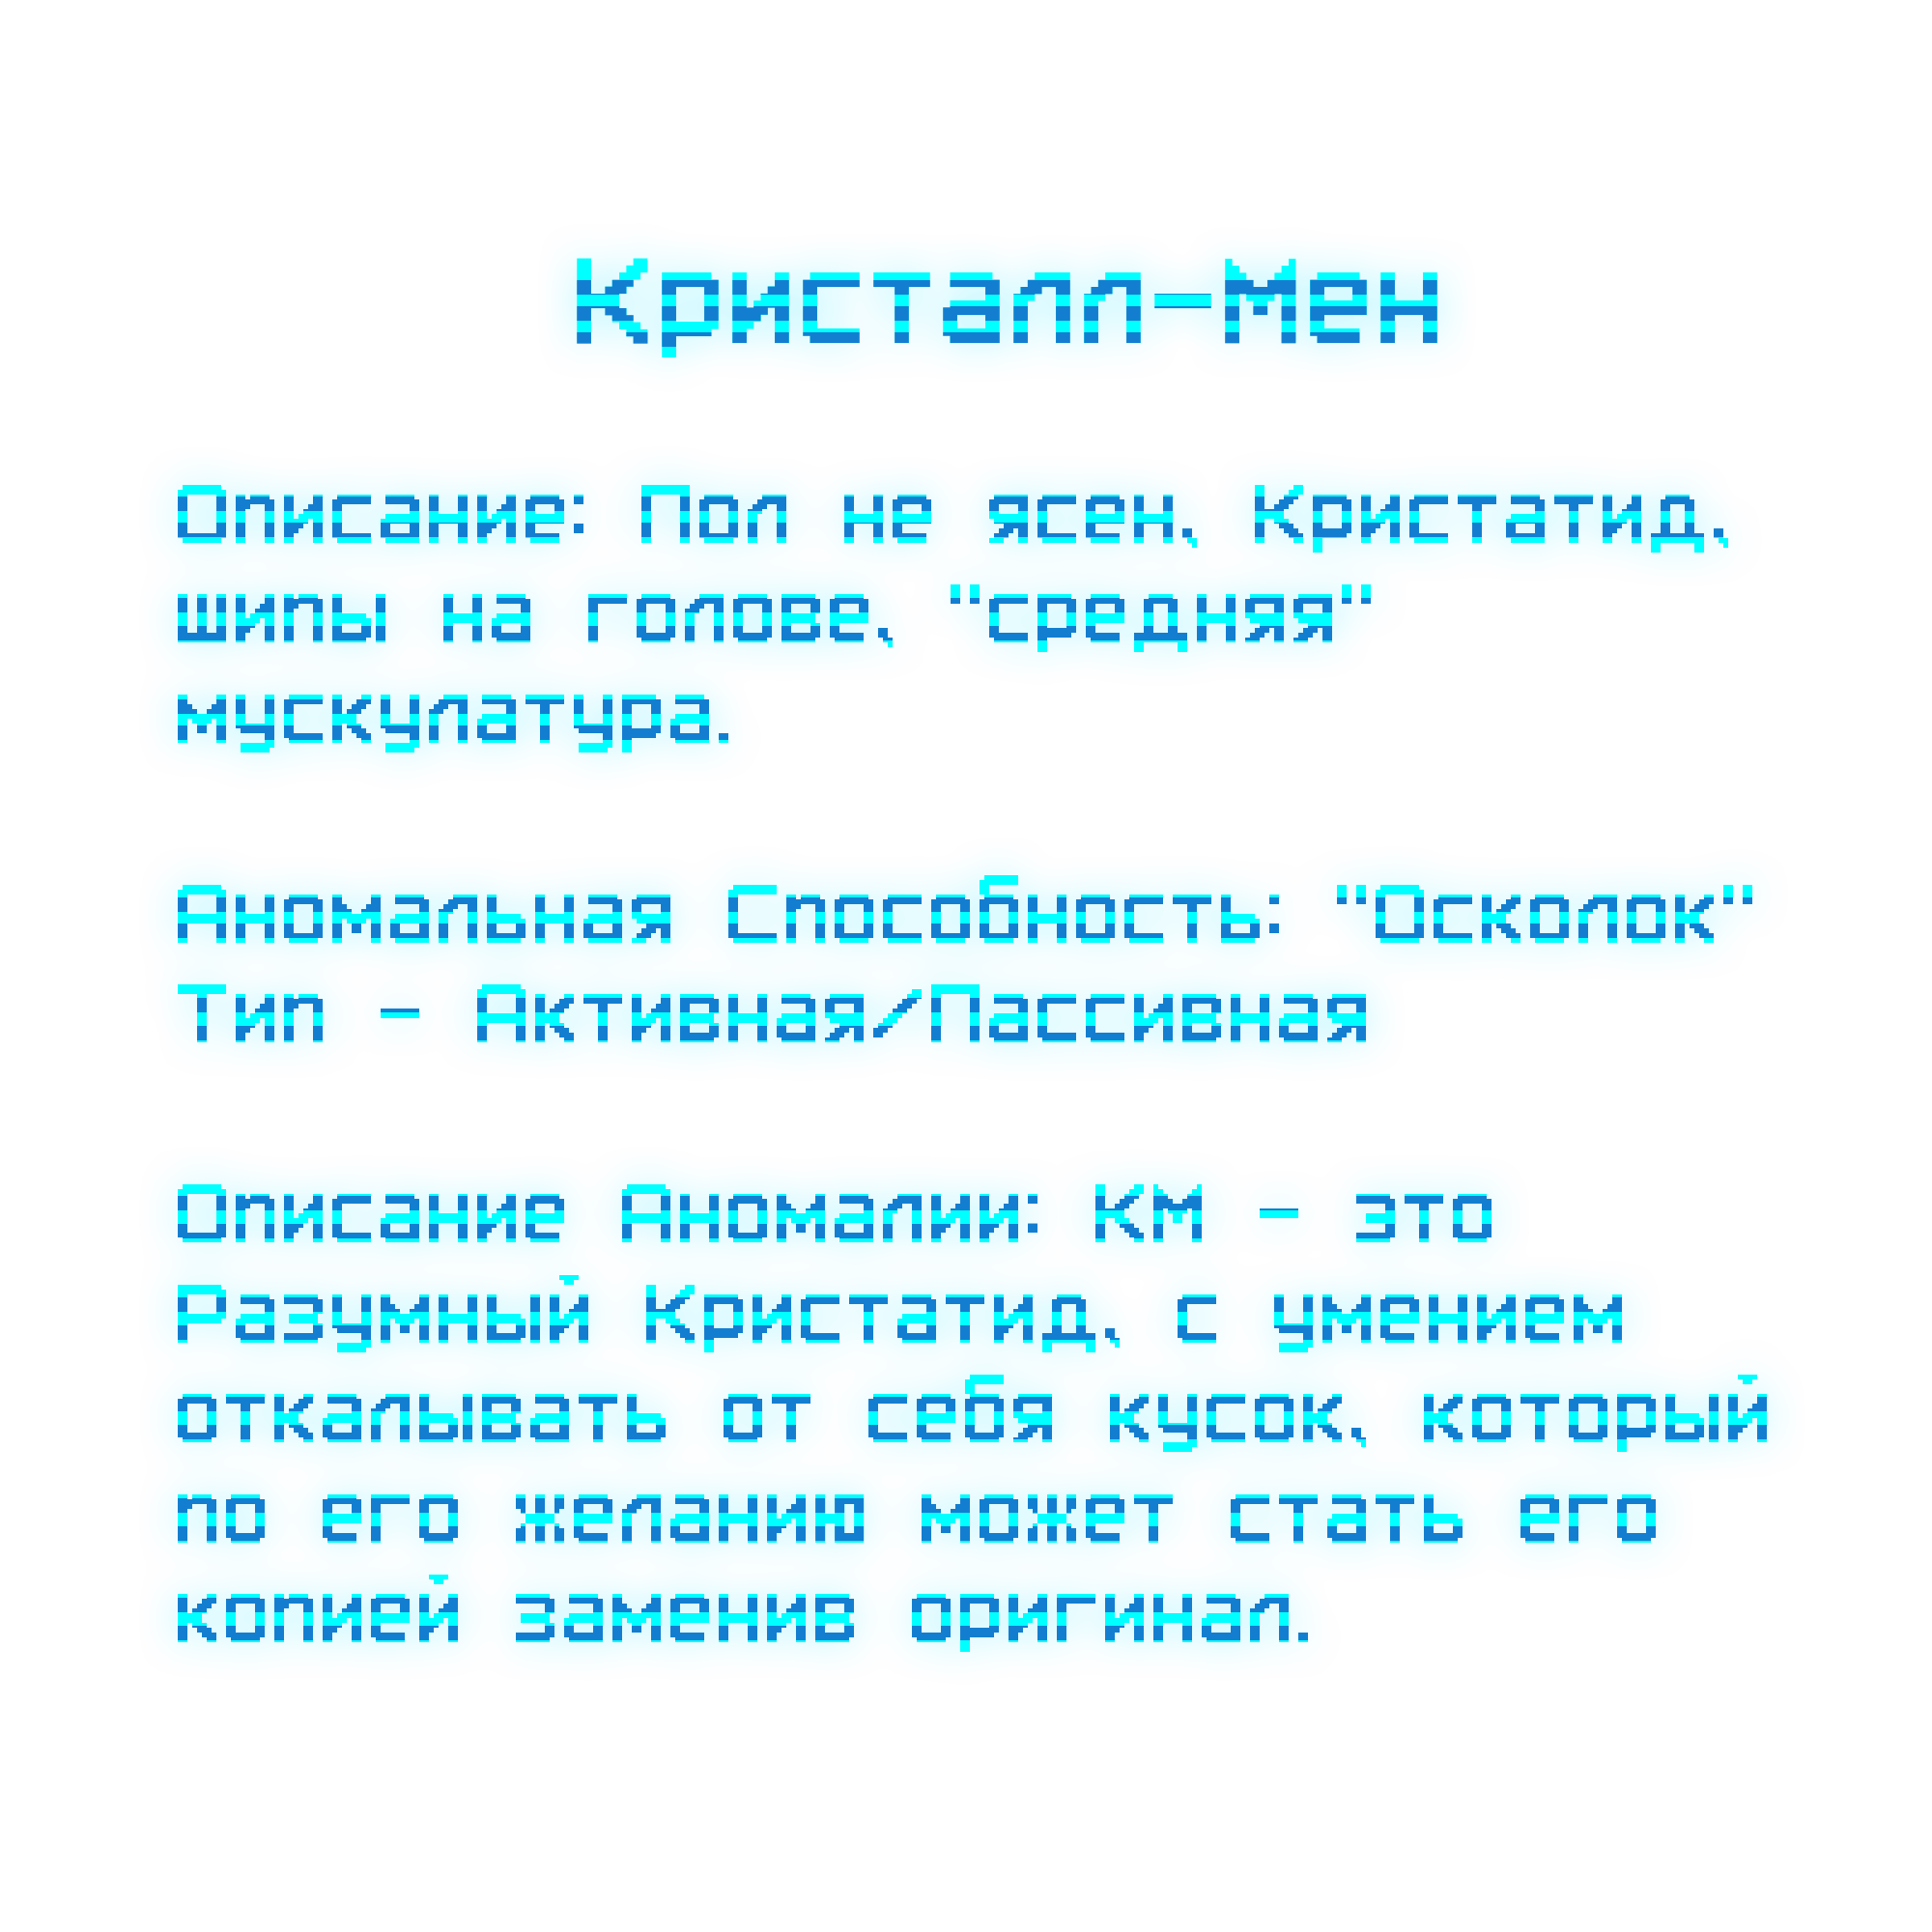 Кристалл-Мен
Описание: Пол не ясен, Кристатид,
шипы на голове, "средняя"
мускулатура.
Аномальная Способность: "Осколок"
Тип - Активная/Пассивная
Описание Аномалии: КМ - это
Разумный Кристатид, с умением
откалывать от себя кусок, который
по его желанию может стать его
копией заменив оригинал.